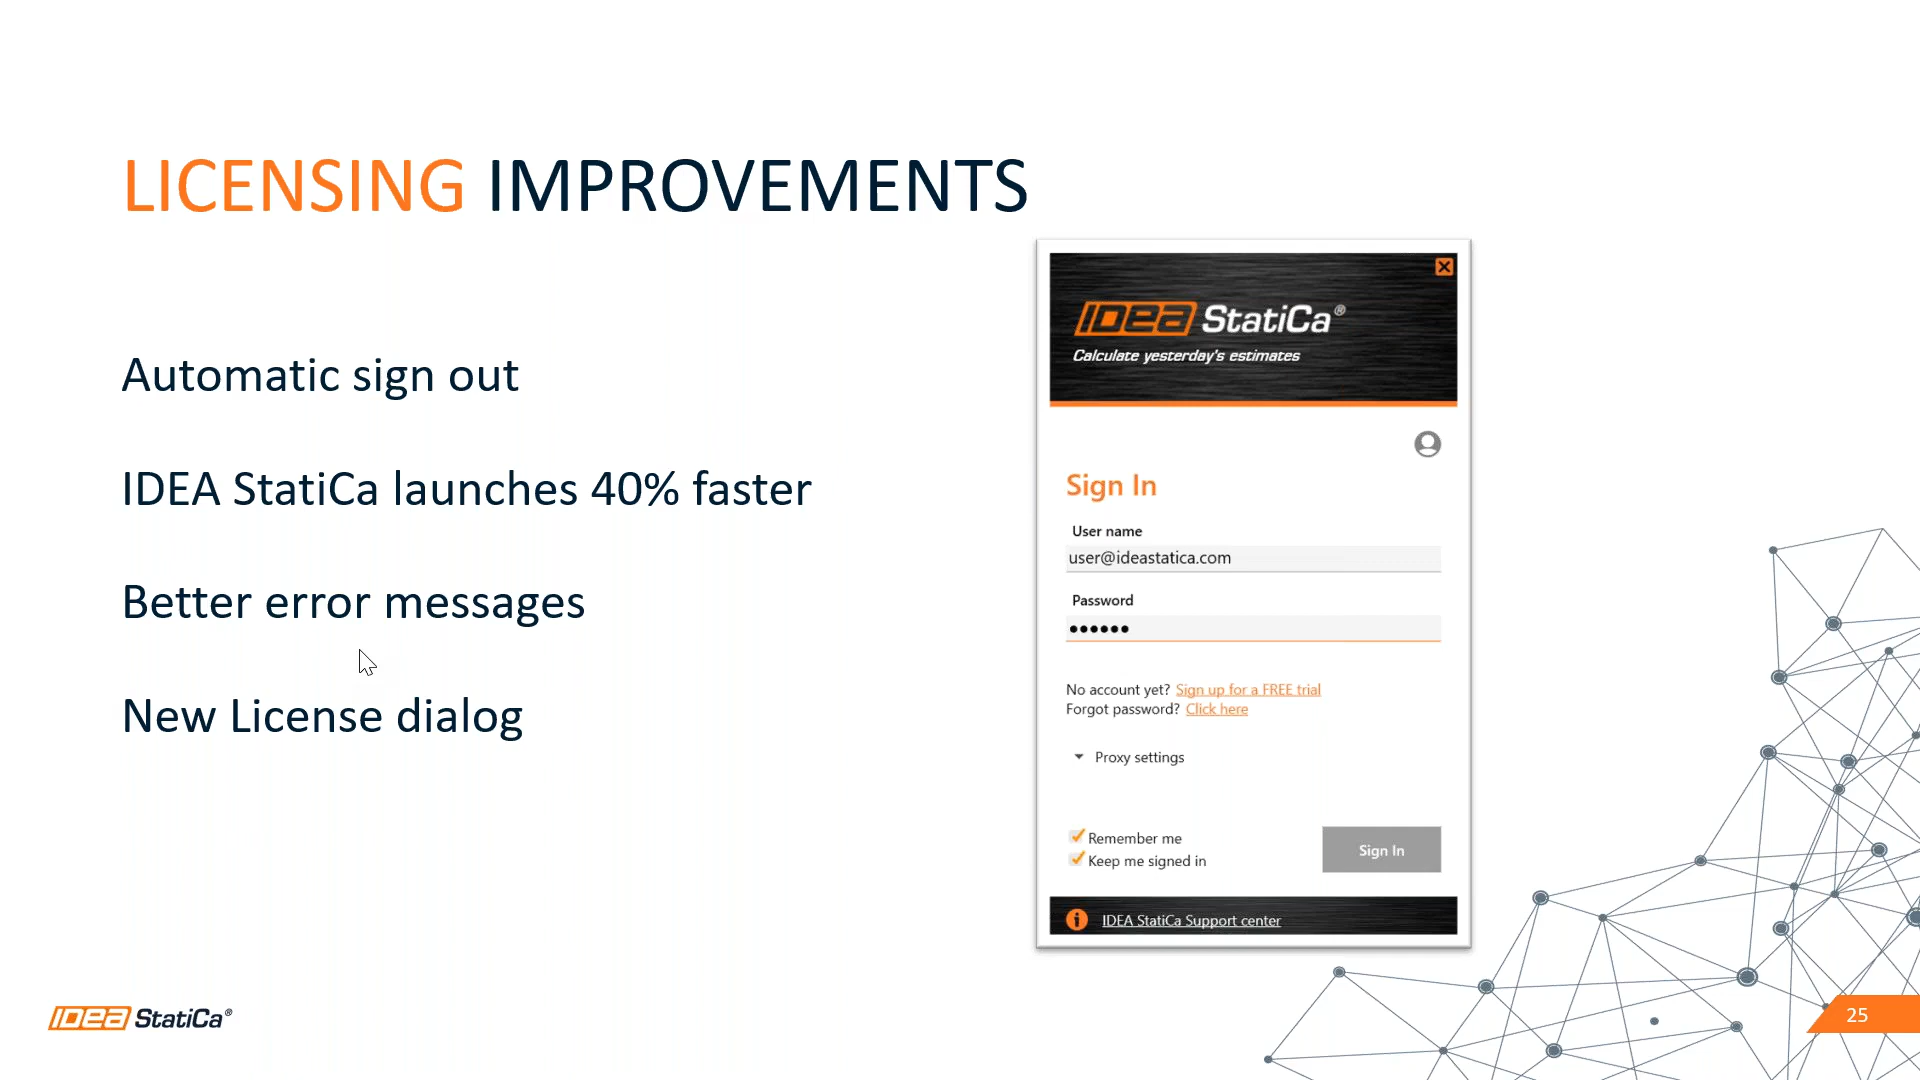 LICENSING IMPROVEMENTS
Automatic sign out
IDEA StatiCa launches 40% faster
Better error messages
New License dialog
IDEA StatiCa®
Calculate yesterday's estimates
Sign In
User name
user@ideastatica.com
Password
••••••
No account yet? Sign up for a FREE trial
Forgot password? Click here
Proxy settings
Remember me
Keep me signed in
Sign In
IDEA StatiCa Support center
IDEA StatiCa®
25